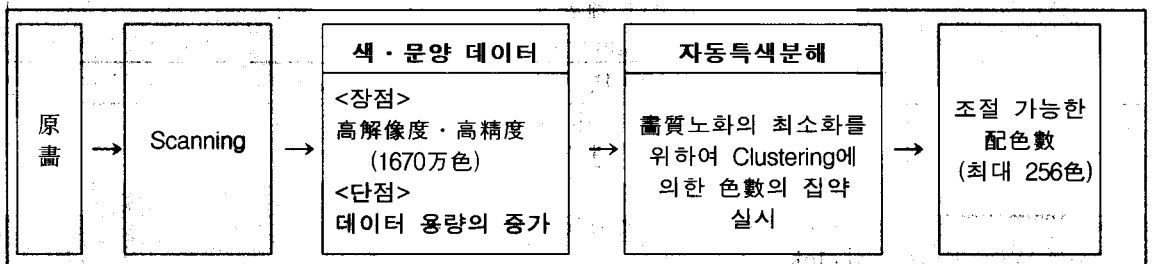 原
畵
→
Scanning
→
색 · 문양 데이터
<장점>
高解像度 · 高精度
(1670万色)
<단점>
데이터 용량의 증가
→
자동특색분해
畵質노화의 최소화를
위하여 Clustering에
의한 色數의 집약
실시
→
조절 가능한
配色數
(최대 256色)